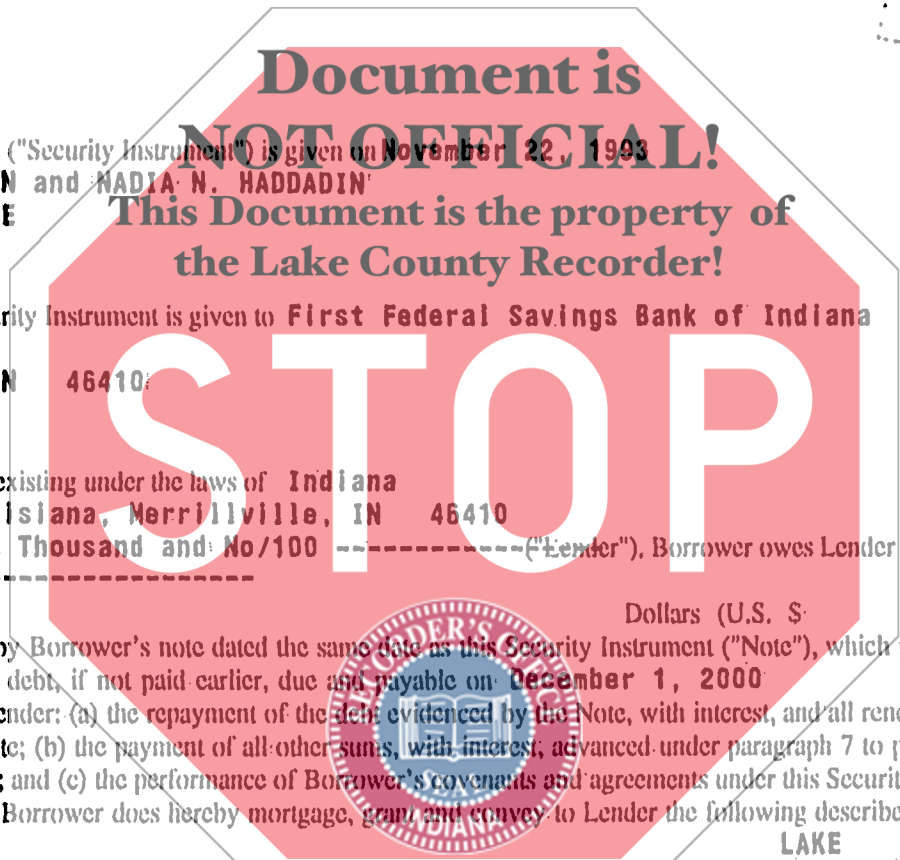 Document is
NOT OFFICIAL!
("Security Instrument") is given on November 22, 1993
N and NADIA N. HADDADIN
E
This Document is the property of
the Lake County Recorder!
rity Instrument is given to First Federal Savings Bank of Indiana
STOP
N 46410
existing under the laws of Indiana
isiana, Merrillville, IN 46410
Thousand and No/100 ------------("Lender"), Borrower owes Lender
-----------------
Dollars (U.S. $
by Borrower's note dated the same date as this Security Instrument ("Note"), which
debt, if not paid earlier, due and payable on December 1, 2000
ender: (a) the repayment of the debt evidenced by the Note, with interest, and all rene
te; (b) the payment of all other sums, with interest, advanced under paragraph 7 to p
; and (c) the performance of Borrower's covenants and agreements under this Securit
Borrower does hereby mortgage, grant and convey to Lender the following describe
LAKE
RECORDER'S OFFICE
SEAL
INDIANA